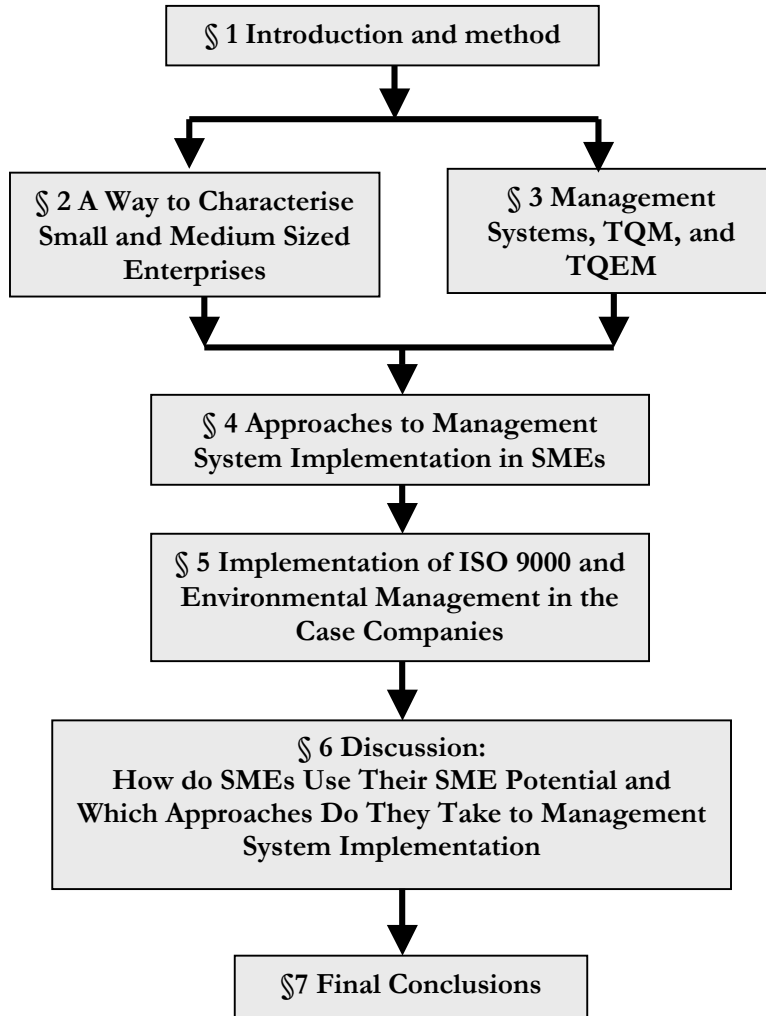 § 1 Introduction and method
§ 2 A Way to Characterise
Small and Medium Sized
Enterprises
§ 3 Management
Systems, TQM, and
TQEM
§ 4 Approaches to Management
System Implementation in SMEs
§ 5 Implementation of ISO 9000 and
Environmental Management in the
Case Companies
§ 6 Discussion:
How do SMEs Use Their SME Potential and
Which Approaches Do They Take to Management
System Implementation
§7 Final Conclusions